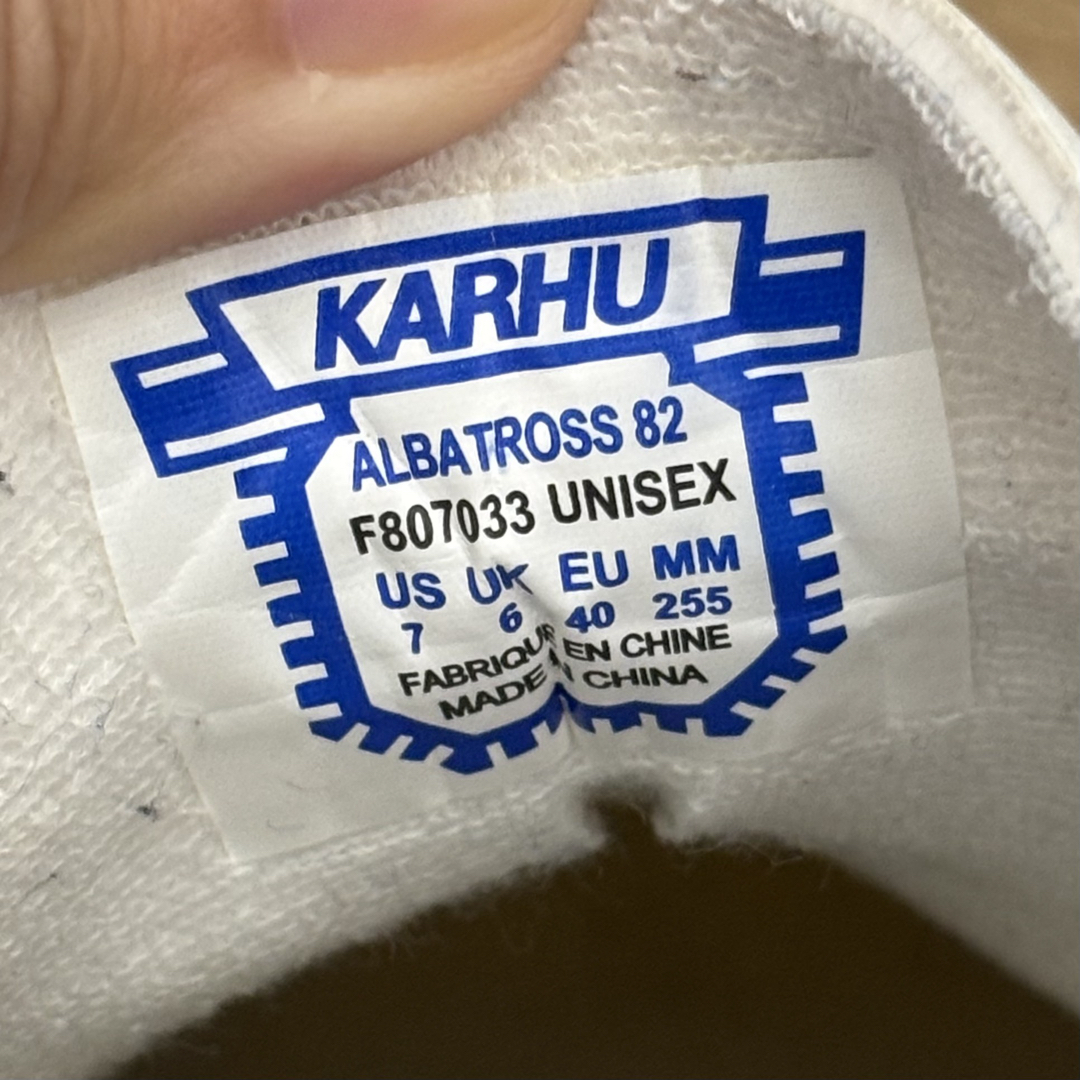 KARHU
ALBATROSS 82
F807033 UNISEX
US UK EU MM
7 6 40 255
FABRIQUE EN CHINE
MADE IN CHINA